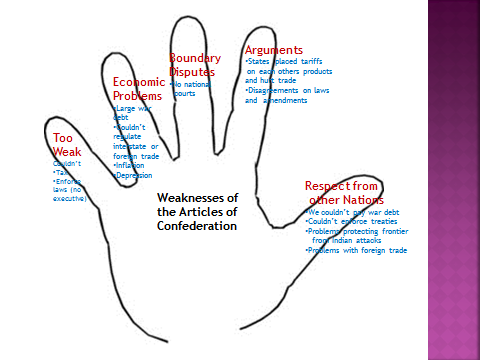 Too
Weak
Couldn't
•Tax
•Enforce
laws (no
executive)
Economic
Problems
•Large war
debt
•Couldn't
regulate
interstate or
foreign trade
•Inflation
•Depression
Boundary
Disputes
•No national
courts
Arguments
•States placed tariffs
on each others products
and hurt trade
•Disagreements on laws
and amendments
Respect from
other Nations
•We couldn't pay war debt
•Couldn't enforce treaties
•Problems protecting frontier
from Indian attacks
•Problems with foreign trade
Weaknesses of
the Articles of
Confederation